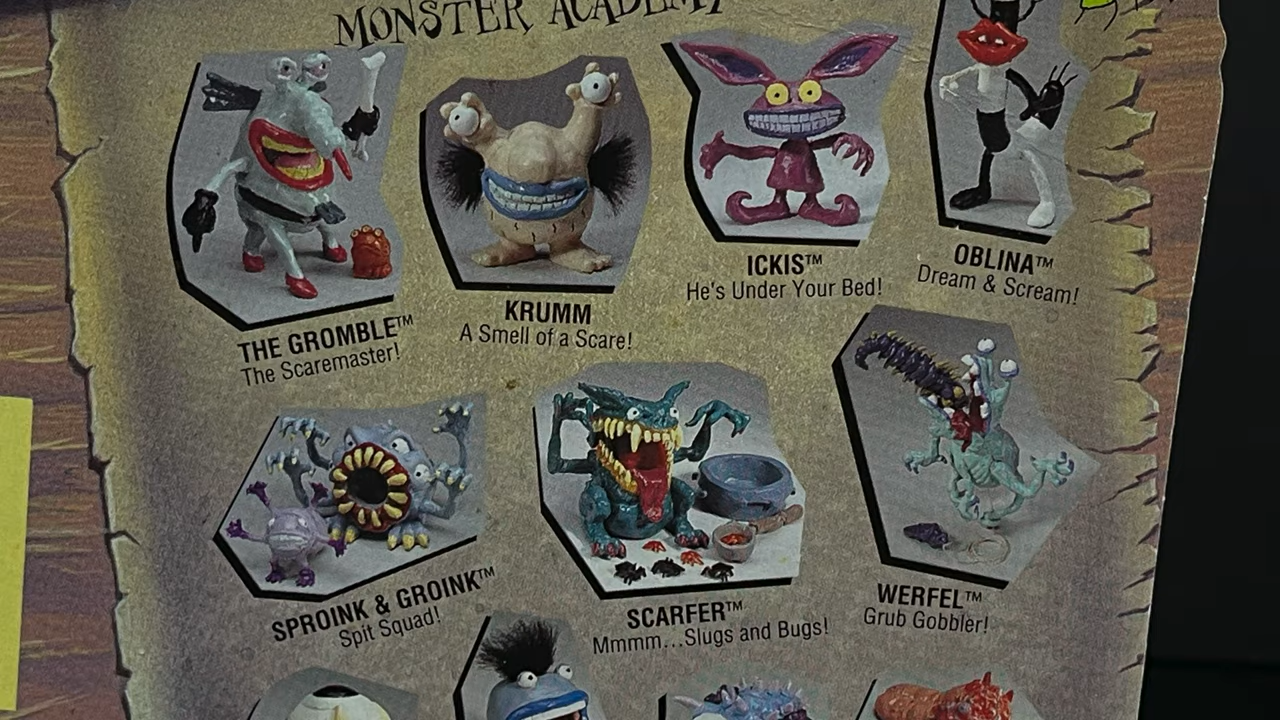 MONSTER ACADEMY
THE GROMBLE™
The Scaremaster!
KRUMM
A Smell of a Scare!
ICKIS™
He's Under Your Bed!
OBLINA™
Dream & Scream!
SPROINK & GROINK™
Spit Squad!
SCARFER™
Mmmm...Slugs and Bugs!
WERFEL™
Grub Gobbler!